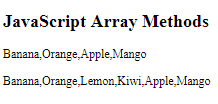 JavaScript Array Methods
Banana,Orange,Apple,Mango
Banana,Orange,Lemon,Kiwi,Apple,Mango